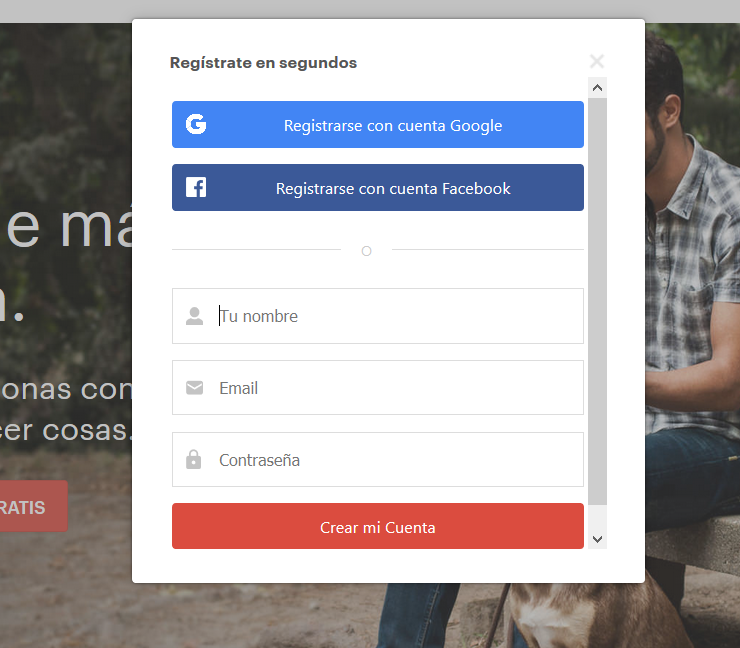 Regístrate en segundos
Registrarse con cuenta Google
Registrarse con cuenta Facebook
o
Tu nombre
Email
Contraseña
Crear mi Cuenta
e má
.
onas con
cer cosas.
RATIS